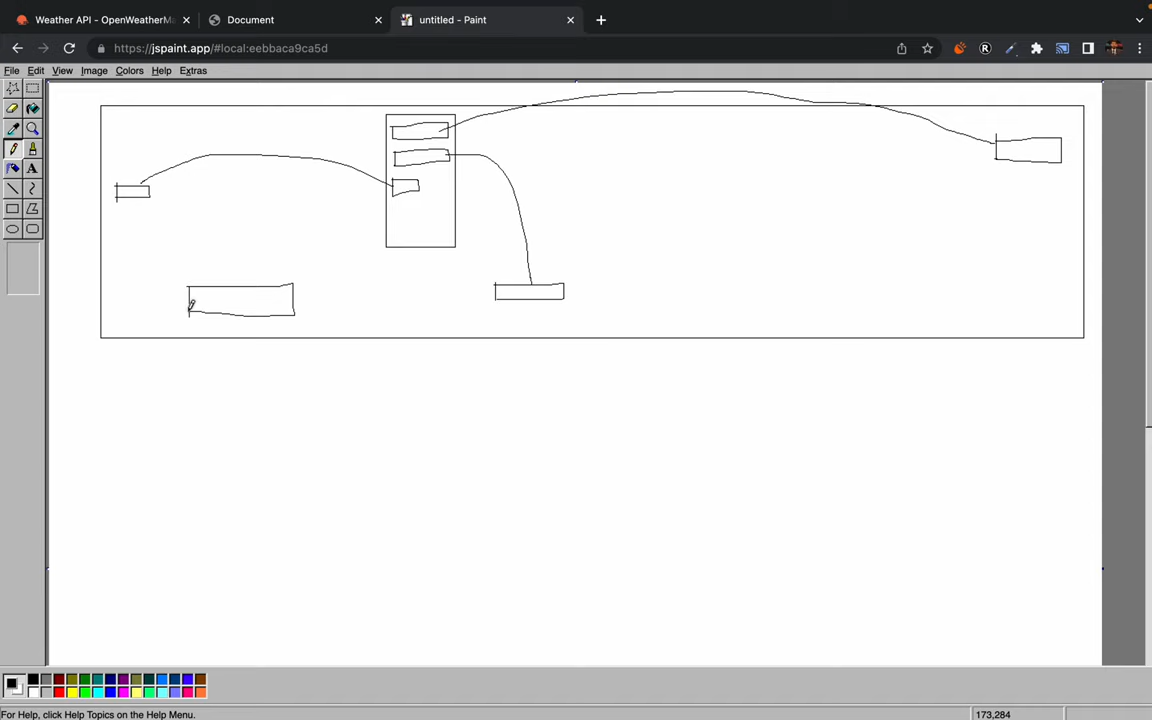 Weather API - OpenWeatherMa
Document
untitled - Paint
https://jspaint.app/#local:eebbaca9ca5d
File Edit View Image Colors Help Extras
For Help, click Help Topics on the Help Menu.
173,284